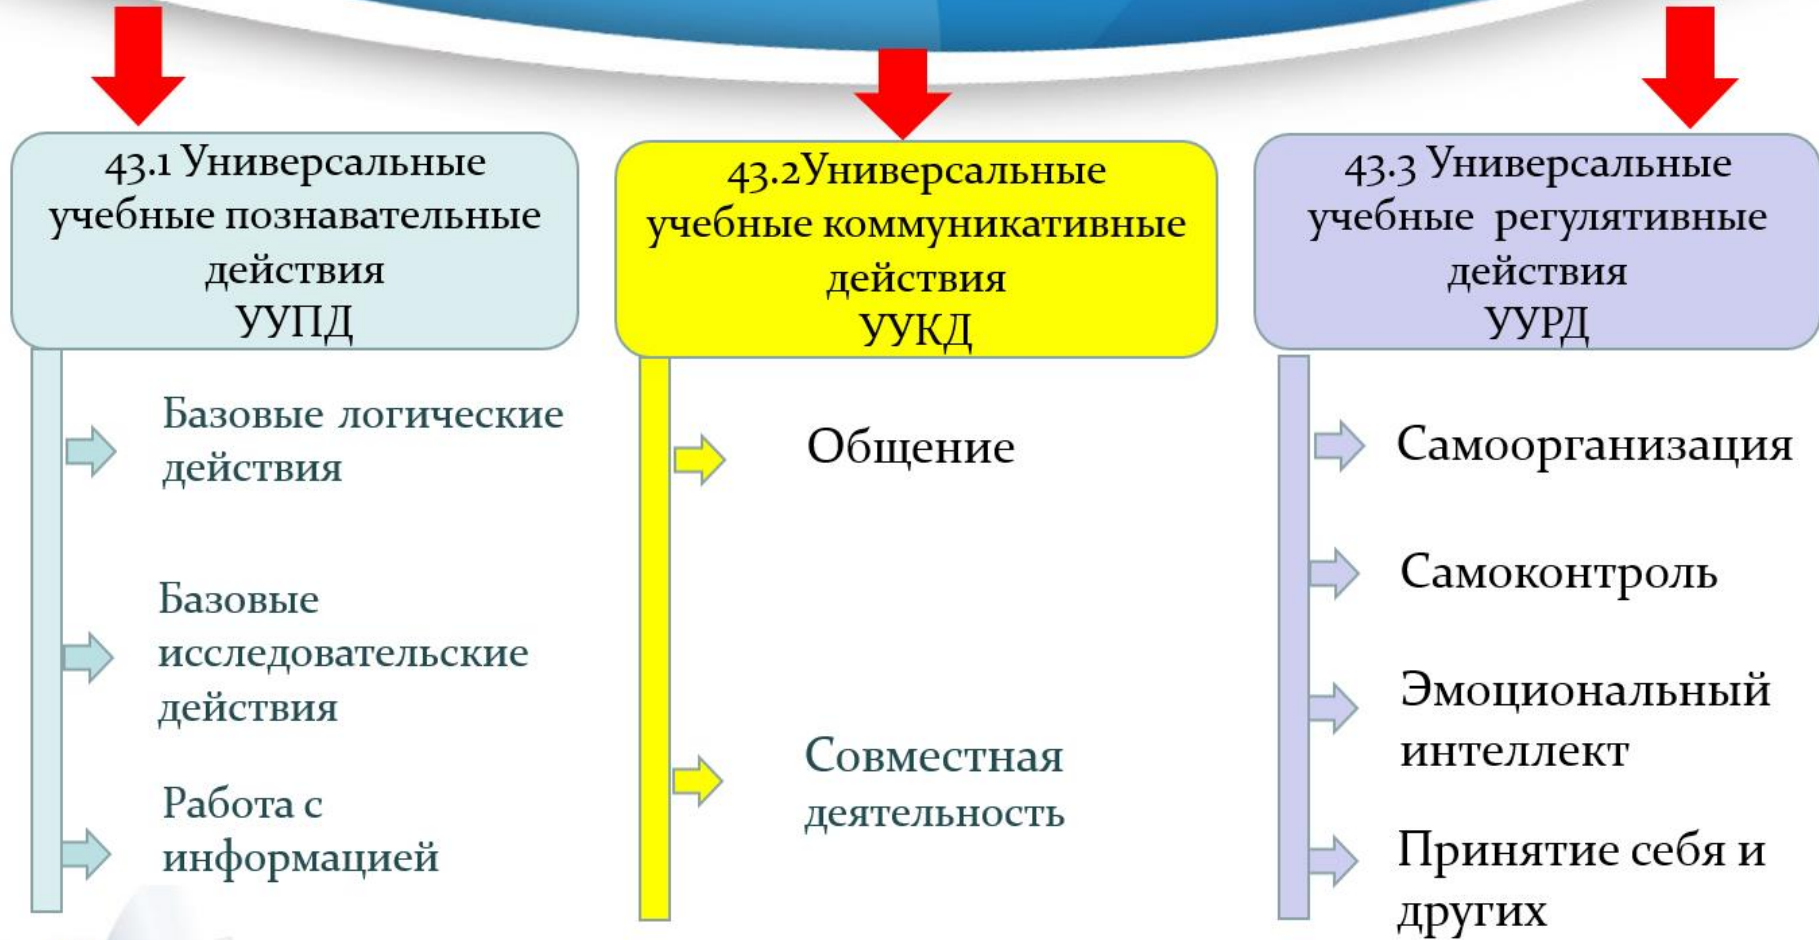 43.1 Универсальные
учебные познавательные
действия
УУПД
Базовые логические
действия
Базовые
исследовательские
действия
Работа с
информацией
43.2Универсальные
учебные коммуникативные
действия
УУКД
Общение
Совместная
деятельность
43.3 Универсальные
учебные регулятивные
действия
УУРД
Самоорганизация
Самоконтроль
Эмоциональный
интеллект
Принятие себя и
других